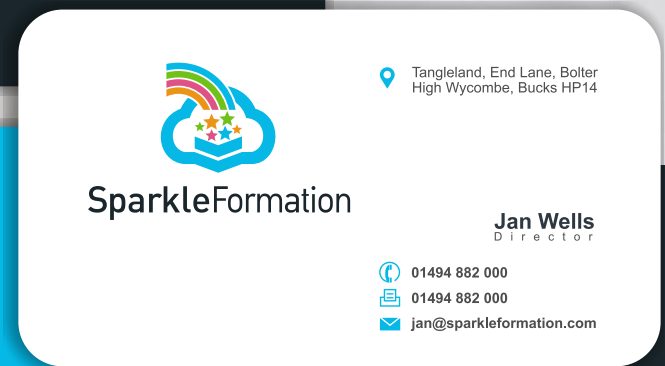 SparkleFormation
Tangleland, End Lane, Bolter
High Wycombe, Bucks HP14
Jan Wells
Director
01494 882 000
01494 882 000
jan@sparkleformation.com